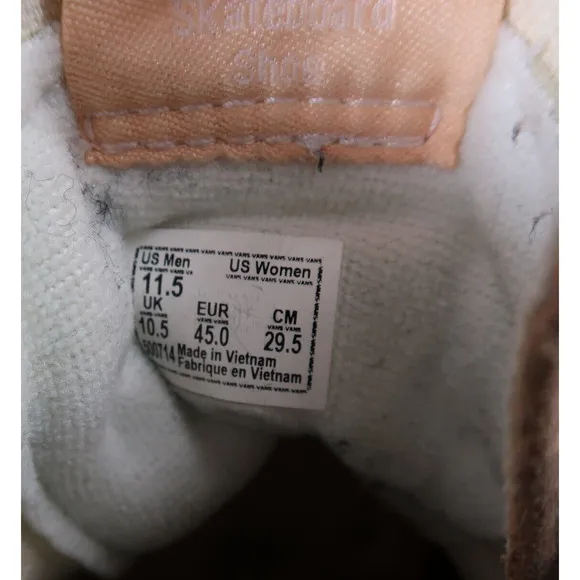 Skateboard
Shoe
US Men US Women
11.5
UK EUR CM
10.5 45.0 29.5
500714 Made in Vietnam
Fabrique en Vietnam